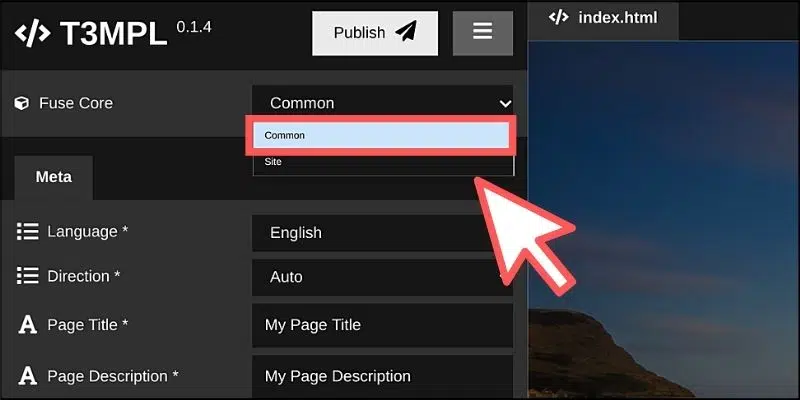 </> T3MPL 0.1.4
Publish
</> index.html
Fuse Core
Common
Common
Site
Meta
Language *
English
Direction *
Auto
Page Title *
My Page Title
Page Description *
My Page Description